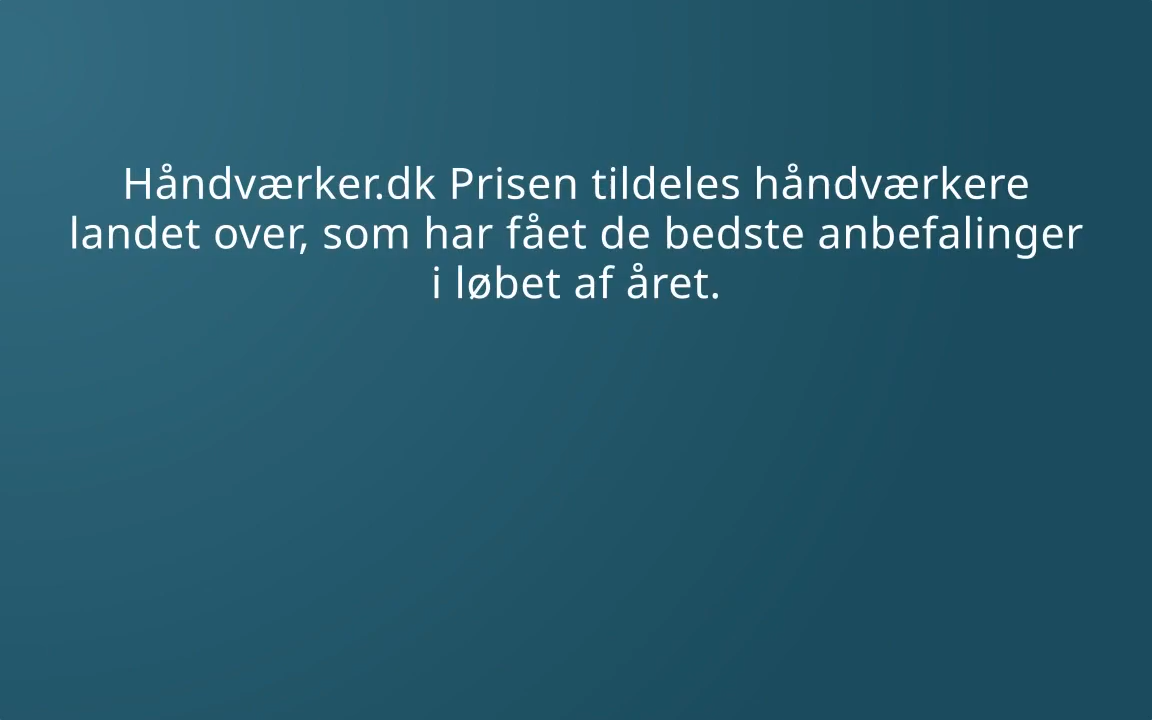 Håndværker.dk Prisen tildeles håndværkere
landet over, som har fået de bedste anbefalinger
i løbet af året.